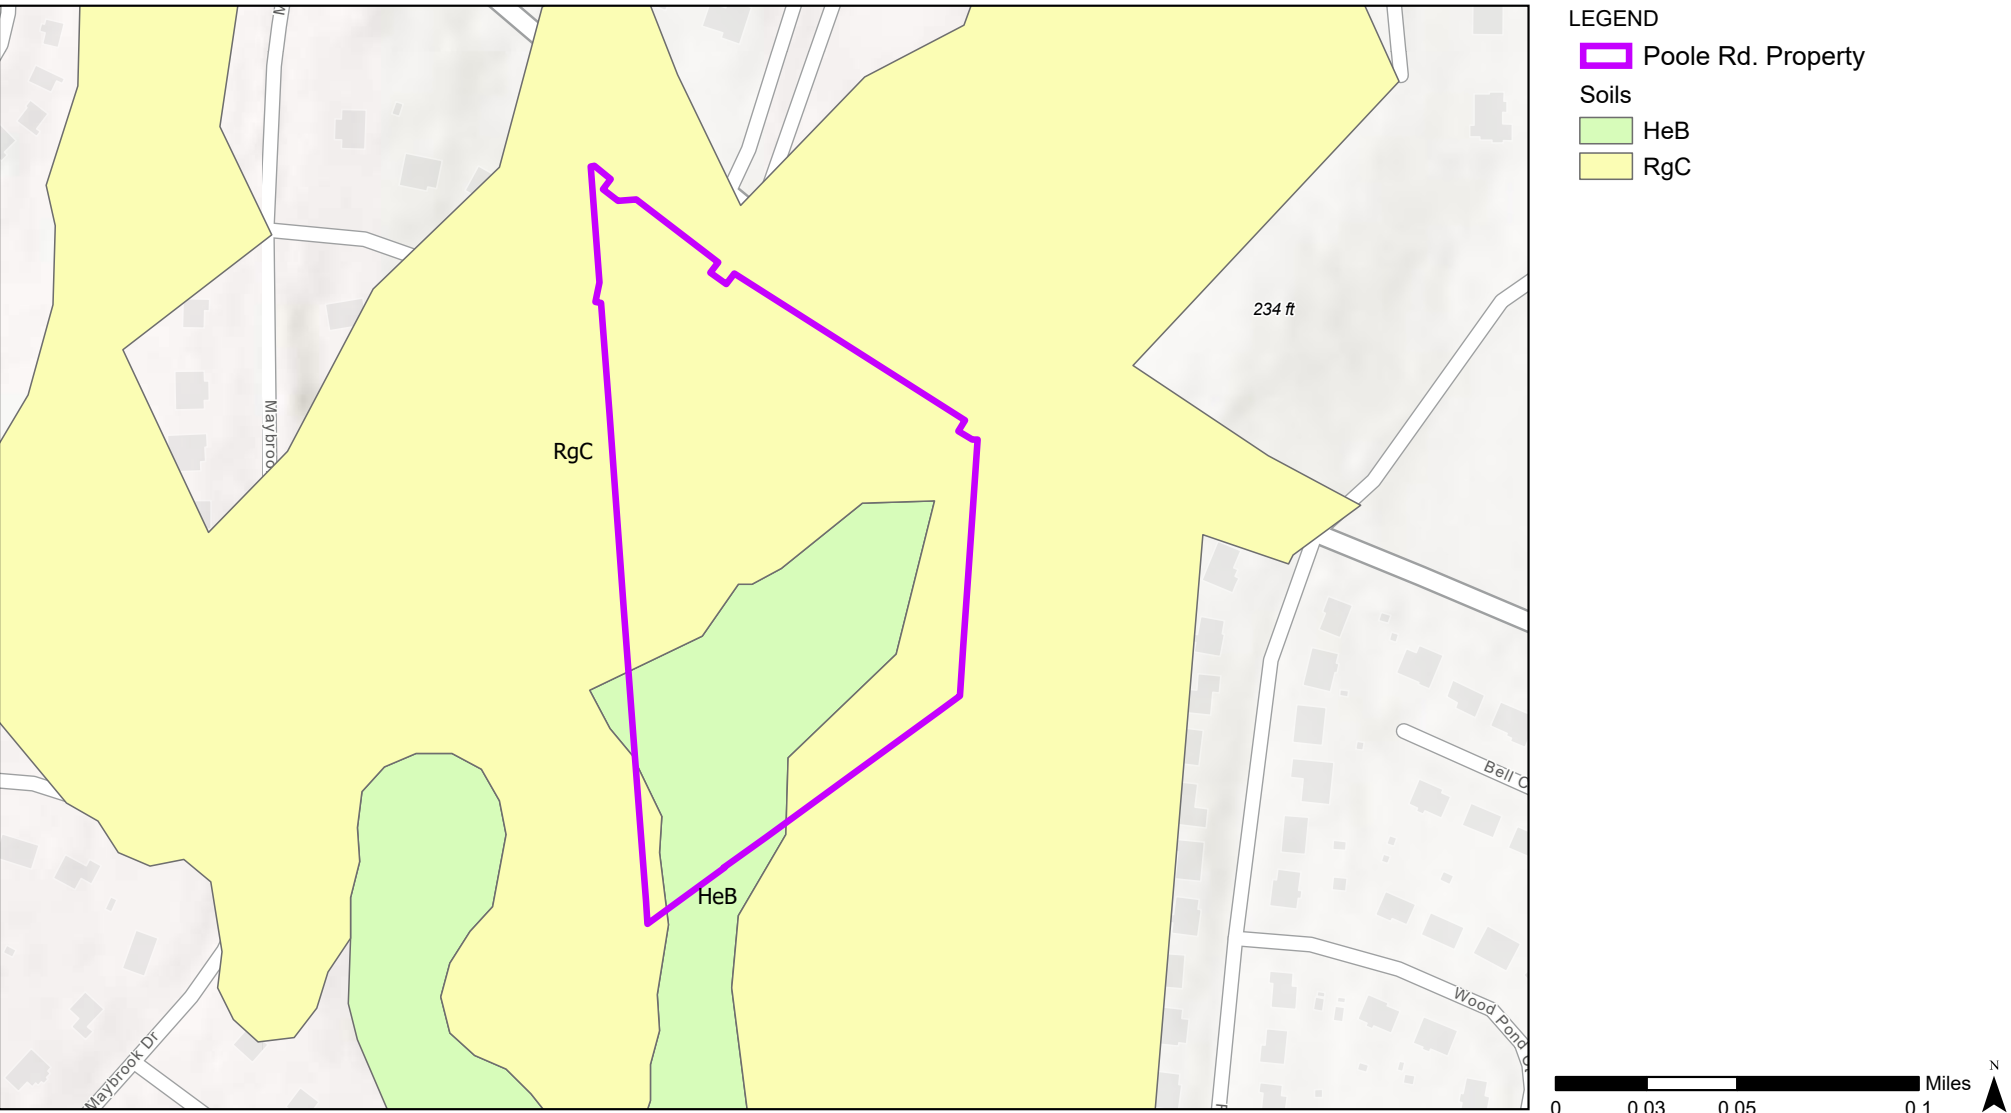 LEGEND
Poole Rd. Property
Soils
HeB
RgC
234 ft
Maybroo
RgC
Bell C
HeB
Wood Pond
Maybrook Dr
N
Miles
0 0.03 0.05 0.1